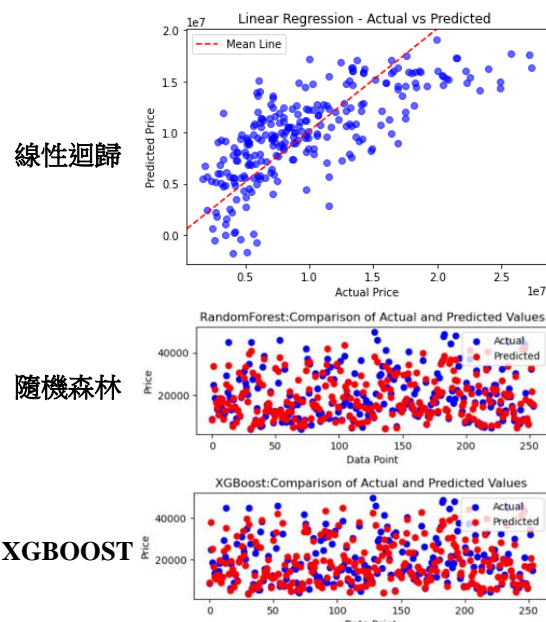 Linear Regression - Actual vs Predicted
1e7
2.0
Mean Line
1.5
1.0
0.5
0.0
Predicted Price
線性迴歸
0.5 1.0 1.5 2.0 2.5
Actual Price
1e7
RandomForest:Comparison of Actual and Predicted Values
Actual
Predicted
40000
20000
Price
隨機森林
0 50 100 150 200 250
Data Point
XGBoost:Comparison of Actual and Predicted Values
Actual
Predicted
40000
20000
Price
XGBOOST
0 50 100 150 200 250
Data Point